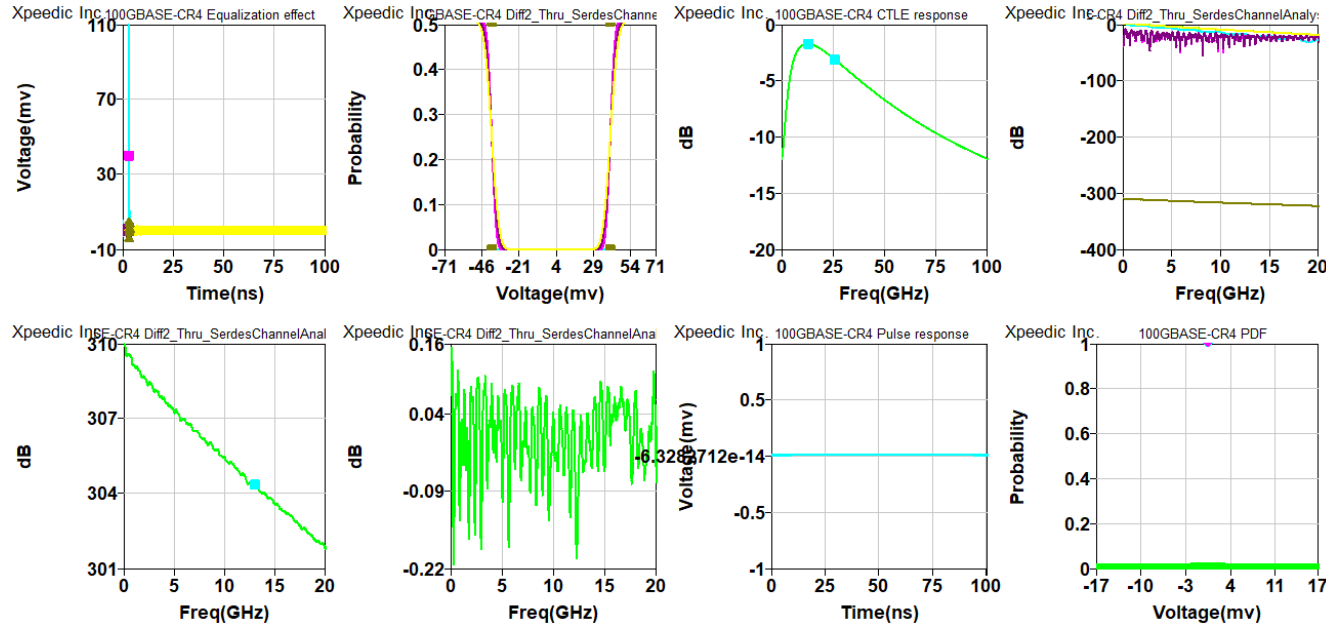 Xpeedic Inc. 100GBASE-CR4 Equalization effect
110
70
30
-10
0 25 50 75 100
Voltage(mv)
Time(ns)
Xpeedic Inc. GBASE-CR4 Diff2_Thru_SerdesChanne
0.5
0.4
0.3
0.2
0.1
0
-71 -46 -21 4 29 54 71
Probability
Voltage(mv)
Xpeedic Inc. 100GBASE-CR4 CTLE response
0
-5
-10
-15
-20
0 25 50 75 100
dB
Freq(GHz)
Xpeedic Inc. -CR4 Diff2_Thru_SerdesChannelAnaly
0
-100
-200
-300
-400
0 5 10 15 20
dB
Freq(GHz)
Xpeedic Inc. SE-CR4 Diff2_Thru_SerdesChannelAnal
310
307
304
301
0 5 10 15 20
dB
Freq(GHz)
Xpeedic Inc. SE-CR4 Diff2_Thru_SerdesChannelAnal
0.16
0.04
-0.09
-0.22
0 5 10 15 20
dB
Freq(GHz)
Xpeedic Inc. 100GBASE-CR4 Pulse response
1
0.5
-0.5
-1
0 25 50 75 100
Voltage(mv)
Time(ns)
Xpeedic Inc. 100GBASE-CR4 PDF
1
0.8
0.6
0.4
0.2
0
-17 -10 -3 4 11 17
Probability
Voltage(mv)